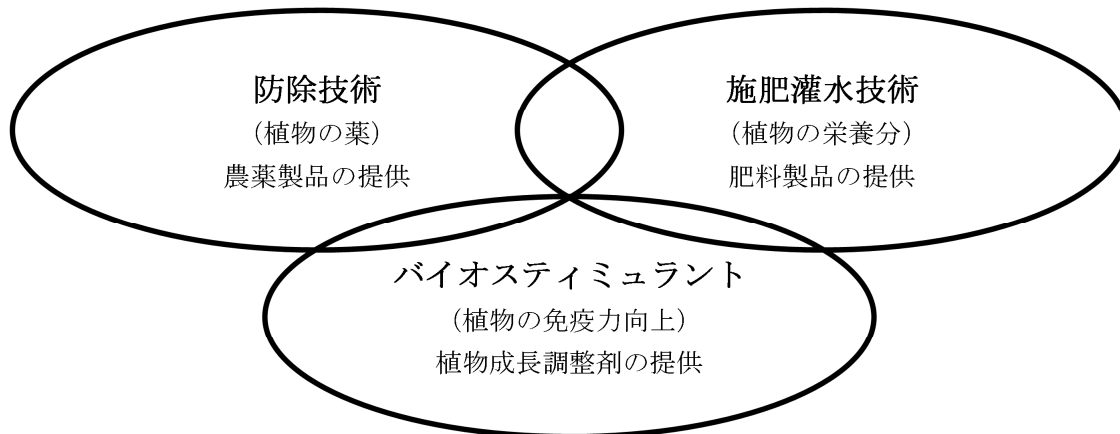 防除技術
（植物の薬）
農薬製品の提供
施肥灌水技術
（植物の栄養分）
肥料製品の提供
バイオスティミュラント
（植物の免疫力向上）
植物成長調整剤の提供